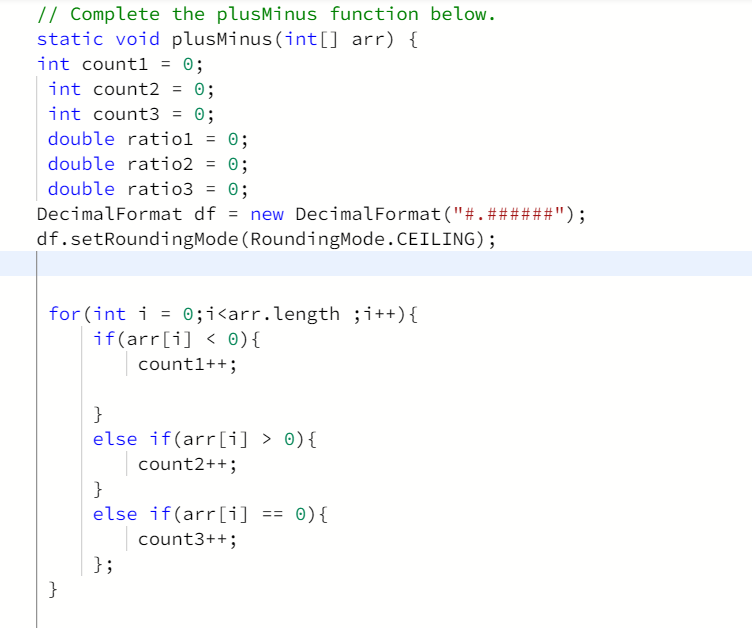 // Complete the plusMinus function below.
static void plusMinus(int[] arr) {
int count1 = 0;
int count2 = 0;
int count3 = 0;
double ratio1 = 0;
double ratio2 = 0;
double ratio3 = 0;
DecimalFormat df = new DecimalFormat("#.######");
df.setRoundingMode(RoundingMode.CEILING);
for(int i = 0;i<arr.length ;i++){
if(arr[i] < 0){
count1++;
}
else if(arr[i] > 0){
count2++;
}
else if(arr[i] == 0){
count3++;
};
}